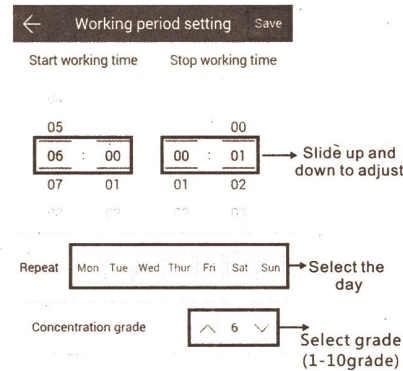 ← Working period setting Save
Start working time Stop working time
05 00
06 : 00 00 : 01
07 01 01 02
Slide up and
down to adjust
Repeat Mon Tue Wed Thur Fri Sat Sun
Select the
day
Concentration grade 6
Select grade
(1-10grade)